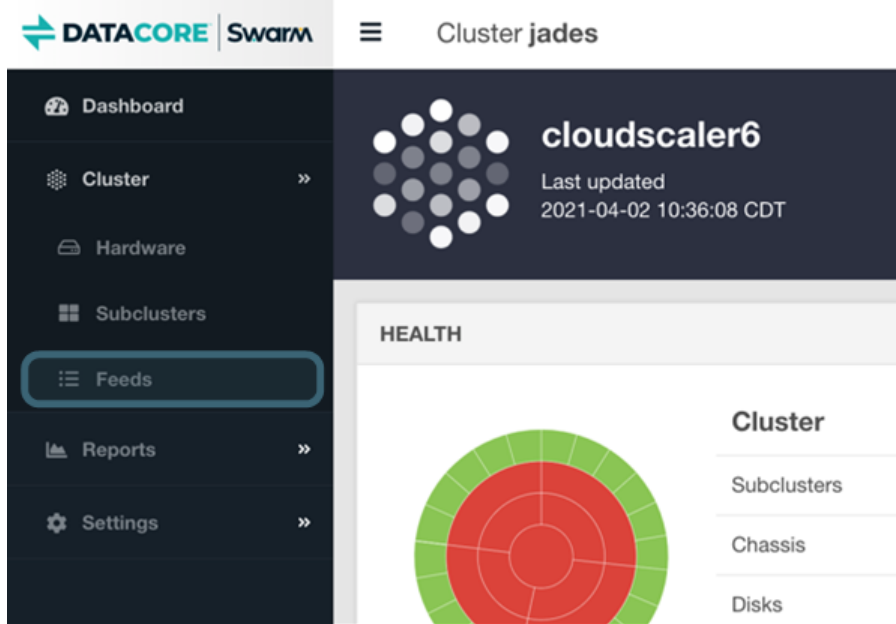 DATACORE Swarm
Cluster jades
Dashboard
Cluster »
Hardware
Subclusters
Feeds
Reports »
Settings »
cloudscaler6
Last updated
2021-04-02 10:36:08 CDT
HEALTH
Cluster
Subclusters
Chassis
Disks